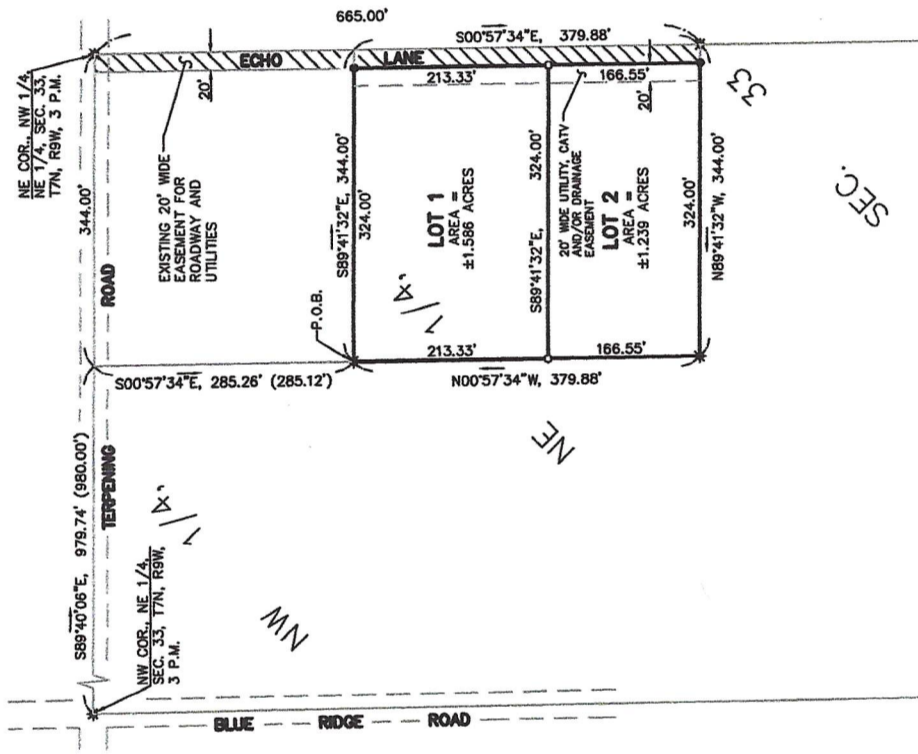 665.00'
S00°57'34"E, 379.88'
ECHO LANE
213.33'
166.55'
20'
20'
NE COR., NW 1/4,
NE 1/4, SEC. 33,
T7N, R9W, 3 P.M.
344.00'
EXISTING 20' WIDE
EASEMENT FOR
ROADWAY AND
UTILITIES
S89°41'32"E, 344.00'
324.00'
LOT 1
AREA =
±1.586 ACRES
S89°41'32"E, 324.00'
20' WIDE UTILITY, CATV
AND/OR DRAINAGE
EASEMENT
LOT 2
AREA =
±1.239 ACRES
324.00'
N89°41'32"W, 344.00'
33
SEC.
ROAD
P.O.B.
1/4,
213.33'
166.55'
S00°57'34"E, 285.26' (285.12')
N00°57'34"W, 379.88'
NE
S89°40'06"E, 979.74' (980.00')
TERPENING
1/4,
NW COR., NE 1/4,
SEC. 33, T7N, R9W,
3 P.M.
NW
BLUE RIDGE ROAD